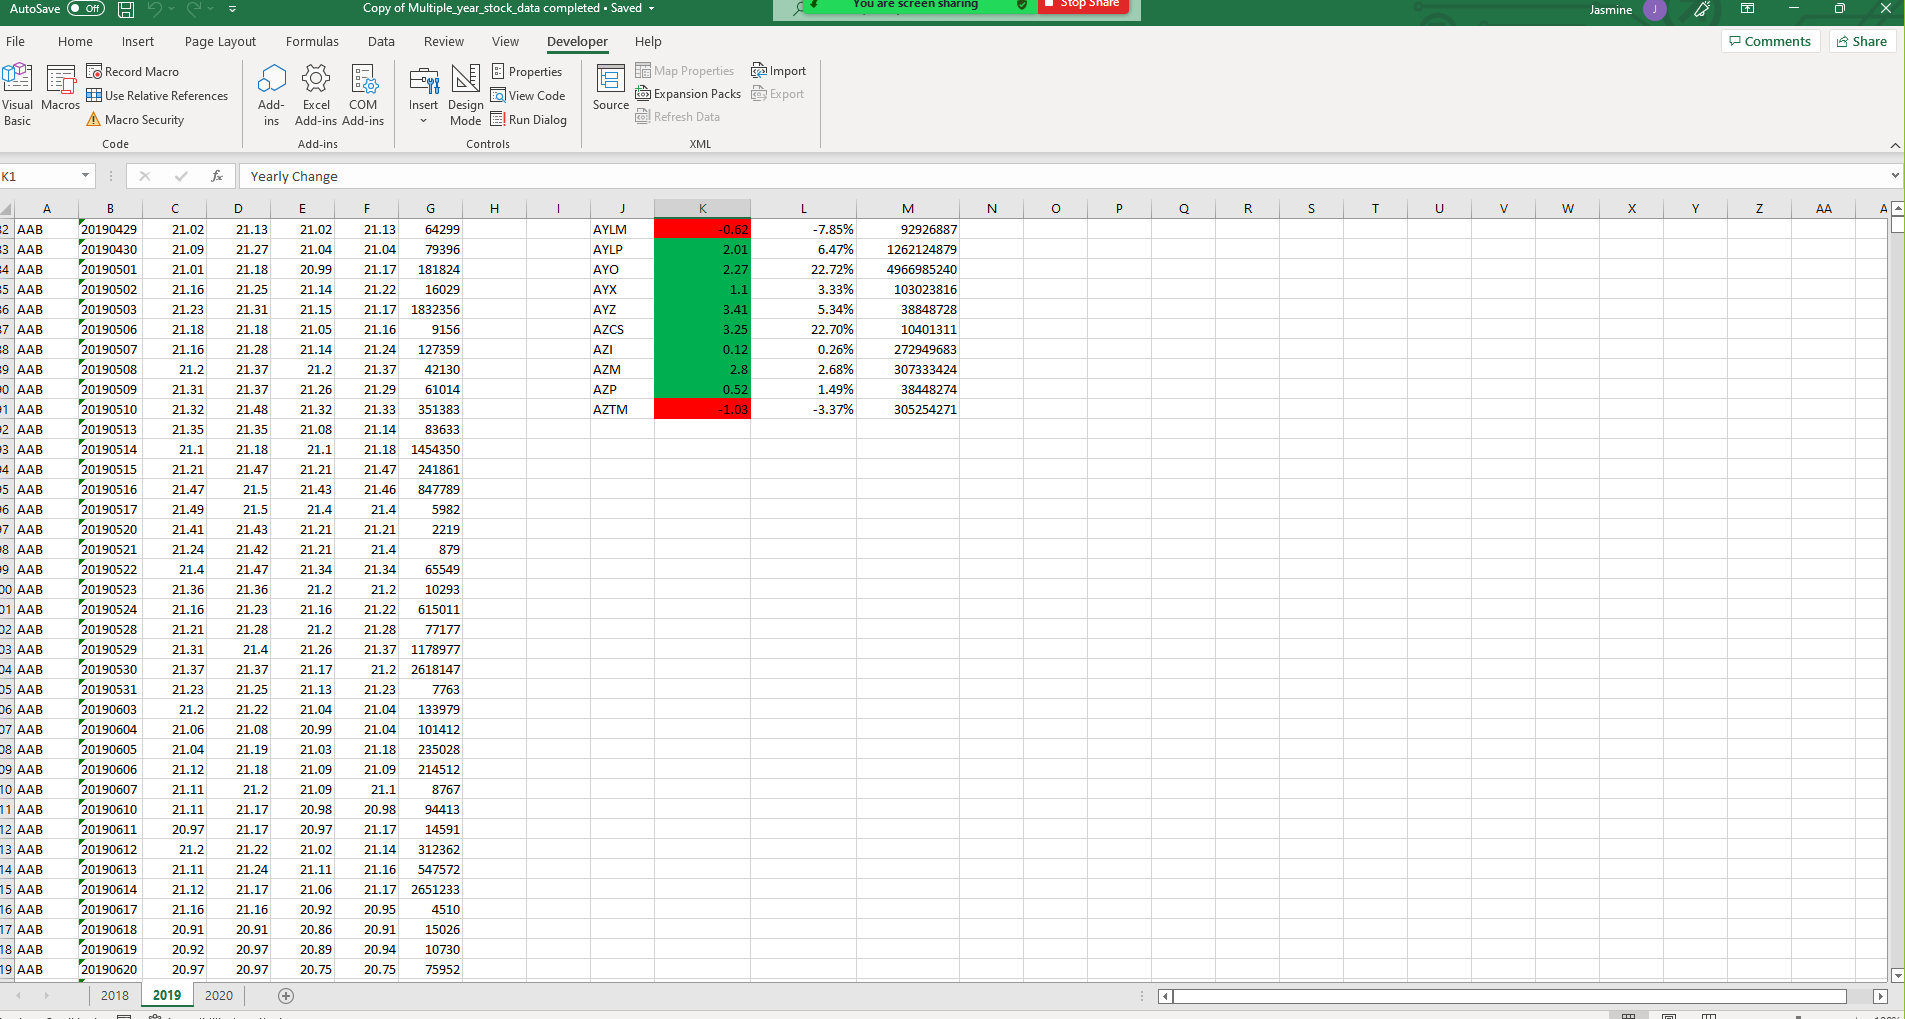 AutoSave Off Copy of Multiple_year_stock_data completed • Saved You are screen sharing Stop Share Jasmine J
File Home Insert Page Layout Formulas Data Review View Developer Help Comments Share
Record Macro Properties Map Properties Import
Use Relative References View Code Expansion Packs Export
Macro Security Run Dialog Refresh Data
Visual Basic Macros Add-ins Excel Add-ins COM Add-ins Insert Design Mode Source
Code Add-ins Controls XML
K1 fx Yearly Change
A B C D E F G H I J K L M N O P Q R S T U V W X Y Z AA A
32 AAB 20190429 21.02 21.13 21.02 21.13 64299 AYLM -0.62 -7.85% 92926887
33 AAB 20190430 21.09 21.27 21.04 21.04 79396 AYLP 2.01 6.47% 1262124879
34 AAB 20190501 21.01 21.18 20.99 21.17 181824 AYO 2.27 22.72% 4966985240
35 AAB 20190502 21.16 21.25 21.14 21.22 16029 AYX 1.1 3.33% 103023816
36 AAB 20190503 21.23 21.31 21.15 21.17 1832356 AYZ 3.41 5.34% 38848728
37 AAB 20190506 21.18 21.18 21.05 21.16 9156 AZCS 3.25 22.70% 10401311
38 AAB 20190507 21.16 21.28 21.14 21.24 127359 AZI 0.12 0.26% 272949683
39 AAB 20190508 21.2 21.37 21.2 21.37 42130 AZM 2.8 2.68% 307333424
90 AAB 20190509 21.31 21.37 21.26 21.29 61014 AZP 0.52 1.49% 38448274
91 AAB 20190510 21.32 21.48 21.32 21.33 351383 AZTM -1.03 -3.37% 305254271
92 AAB 20190513 21.35 21.35 21.08 21.14 83633
93 AAB 20190514 21.1 21.18 21.1 21.18 1454350
94 AAB 20190515 21.21 21.47 21.21 21.47 241861
95 AAB 20190516 21.47 21.5 21.43 21.46 847789
96 AAB 20190517 21.49 21.5 21.4 21.4 5982
97 AAB 20190520 21.41 21.43 21.21 21.21 2219
98 AAB 20190521 21.24 21.42 21.21 21.4 879
99 AAB 20190522 21.4 21.47 21.34 21.34 65549
00 AAB 20190523 21.36 21.36 21.2 21.2 10293
01 AAB 20190524 21.16 21.23 21.16 21.22 615011
02 AAB 20190528 21.21 21.28 21.2 21.28 77177
03 AAB 20190529 21.31 21.4 21.26 21.37 1178977
04 AAB 20190530 21.37 21.37 21.17 21.2 2618147
05 AAB 20190531 21.23 21.25 21.13 21.23 7763
06 AAB 20190603 21.2 21.22 21.04 21.04 133979
07 AAB 20190604 21.06 21.08 20.99 21.04 101412
08 AAB 20190605 21.04 21.19 21.03 21.18 235028
09 AAB 20190606 21.12 21.18 21.09 21.09 214512
10 AAB 20190607 21.11 21.2 21.09 21.1 8767
11 AAB 20190610 21.11 21.17 20.98 20.98 94413
12 AAB 20190611 20.97 21.17 20.97 21.17 14591
13 AAB 20190612 21.2 21.22 21.02 21.14 312362
14 AAB 20190613 21.11 21.24 21.11 21.16 547572
15 AAB 20190614 21.12 21.17 21.06 21.17 2651233
16 AAB 20190617 21.16 21.16 20.92 20.95 4510
17 AAB 20190618 20.91 20.91 20.86 20.91 15026
18 AAB 20190619 20.92 20.97 20.89 20.94 10730
19 AAB 20190620 20.97 20.97 20.75 20.75 75952
2018 2019 2020